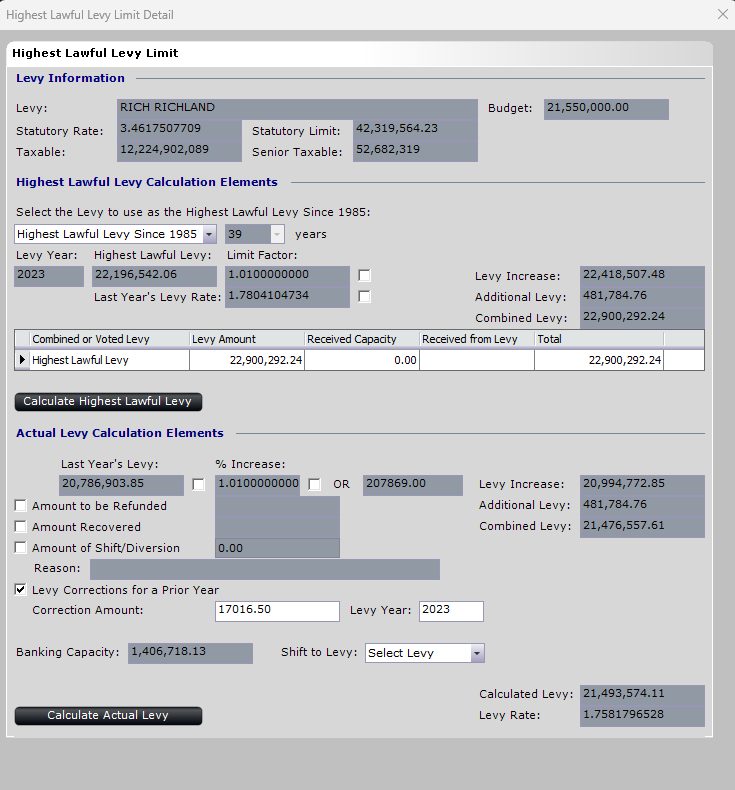 Highest Lawful Levy Limit Detail
Highest Lawful Levy Limit
Levy Information
Levy: RICH RICHLAND Budget: 21,550,000.00
Statutory Rate: 3.4617507709 Statutory Limit: 42,319,564.23
Taxable: 12,224,902,089 Senior Taxable: 52,682,319
Highest Lawful Levy Calculation Elements
Select the Levy to use as the Highest Lawful Levy Since 1985:
Highest Lawful Levy Since 1985 39 years
Levy Year: Highest Lawful Levy: Limit Factor:
2023 22,196,542.06 1.0100000000 Levy Increase: 22,418,507.48
Last Year's Levy Rate: 1.7804104734 Additional Levy: 481,784.76
Combined Levy: 22,900,292.24
Combined or Voted Levy Levy Amount Received Capacity Received from Levy Total
Highest Lawful Levy 22,900,292.24 0.00 22,900,292.24
Calculate Highest Lawful Levy
Actual Levy Calculation Elements
Last Year's Levy: % Increase:
20,786,903.85 1.0100000000 OR 207869.00 Levy Increase: 20,994,772.85
Amount to be Refunded Additional Levy: 481,784.76
Amount Recovered Combined Levy: 21,476,557.61
Amount of Shift/Diversion 0.00
Reason:
Levy Corrections for a Prior Year
Correction Amount: 17016.50 Levy Year: 2023
Banking Capacity: 1,406,718.13 Shift to Levy: Select Levy
Calculated Levy: 21,493,574.11
Calculate Actual Levy Levy Rate: 1.7581796528